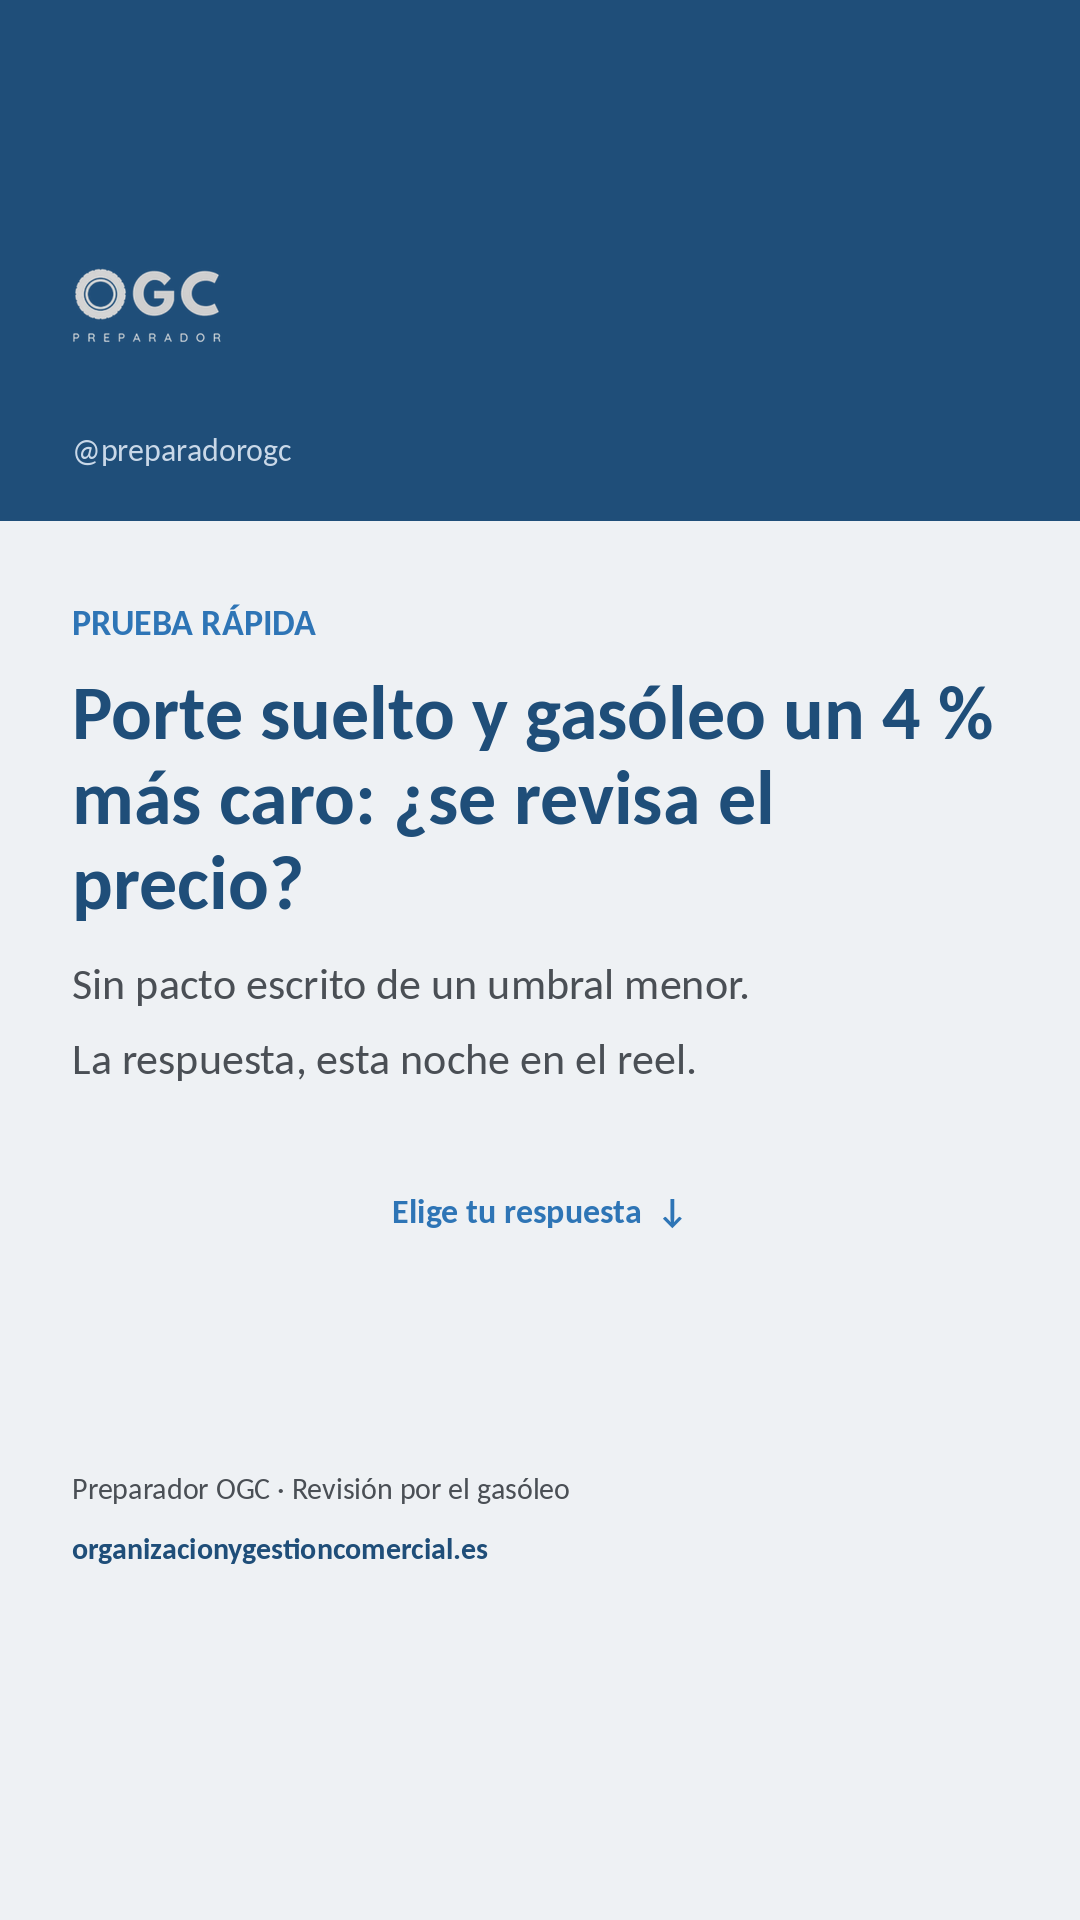 OGC
PREPARADOR
@preparadorogc
PRUEBA RÁPIDA
Porte suelto y gasóleo un 4 %
más caro: ¿se revisa el
precio?
Sin pacto escrito de un umbral menor.
La respuesta, esta noche en el reel.
Elige tu respuesta ↓
Preparador OGC · Revisión por el gasóleo
organizacionygestioncomercial.es